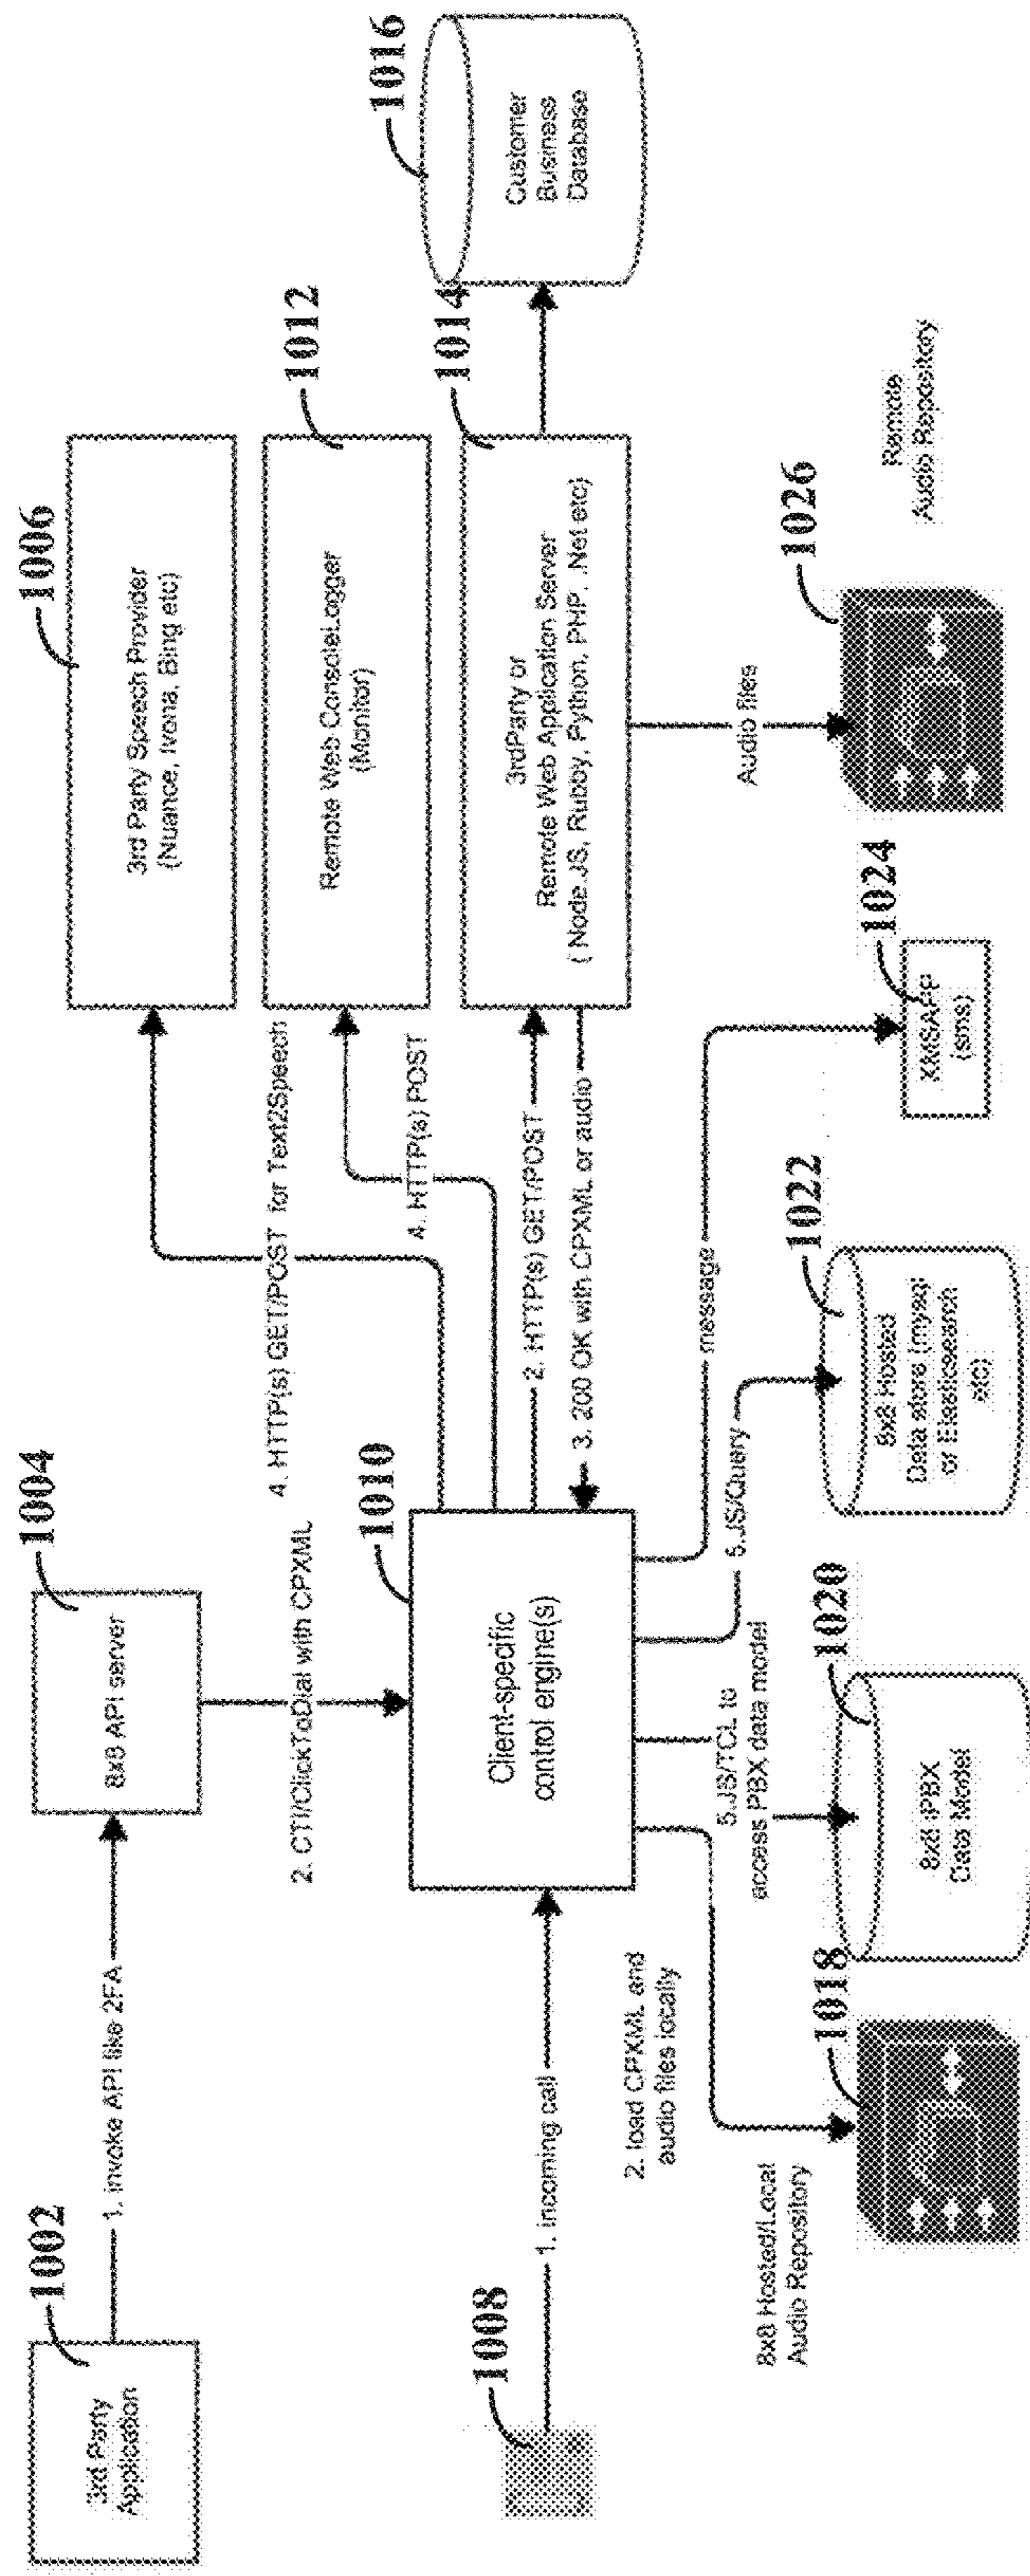 1002
3rd Party
Application
1. invoke API like 2FA
1004
8x8 API server
2. CTI/ClickToDial with CPXML
1006
3rd Party Speech Provider
(Nuance, Ivona, Bing etc)
4. HTTP(s) GET/POST for Text2Speech
1012
Remote Web ConsoleLogger
(Monitor)
4. HTTP(s) POST
1008
1. incoming call
1010
Client-specific
control engine(s)
2. HTTP(s) GET/POST
3. 200 OK with CPXML or audio
1014
3rdParty or
Remote Web Application Server
( Node.JS, Rubby, Python, PHP, .Net etc)
1016
Customer
Business
Database
2. load CPXML and
audio files locally
8x8 Hosted/Local
Audio Repository
1018
5.JS/TCL to
access PBX data model
1020
8x8 IPBX
Data Model
5.JS/Query
1022
8x8 Hosted
Data store (mysql
or Elasticsearch
etc)
message
1024
XMSAPP
(sms)
Audio files
1026
Remote
Audio Repository